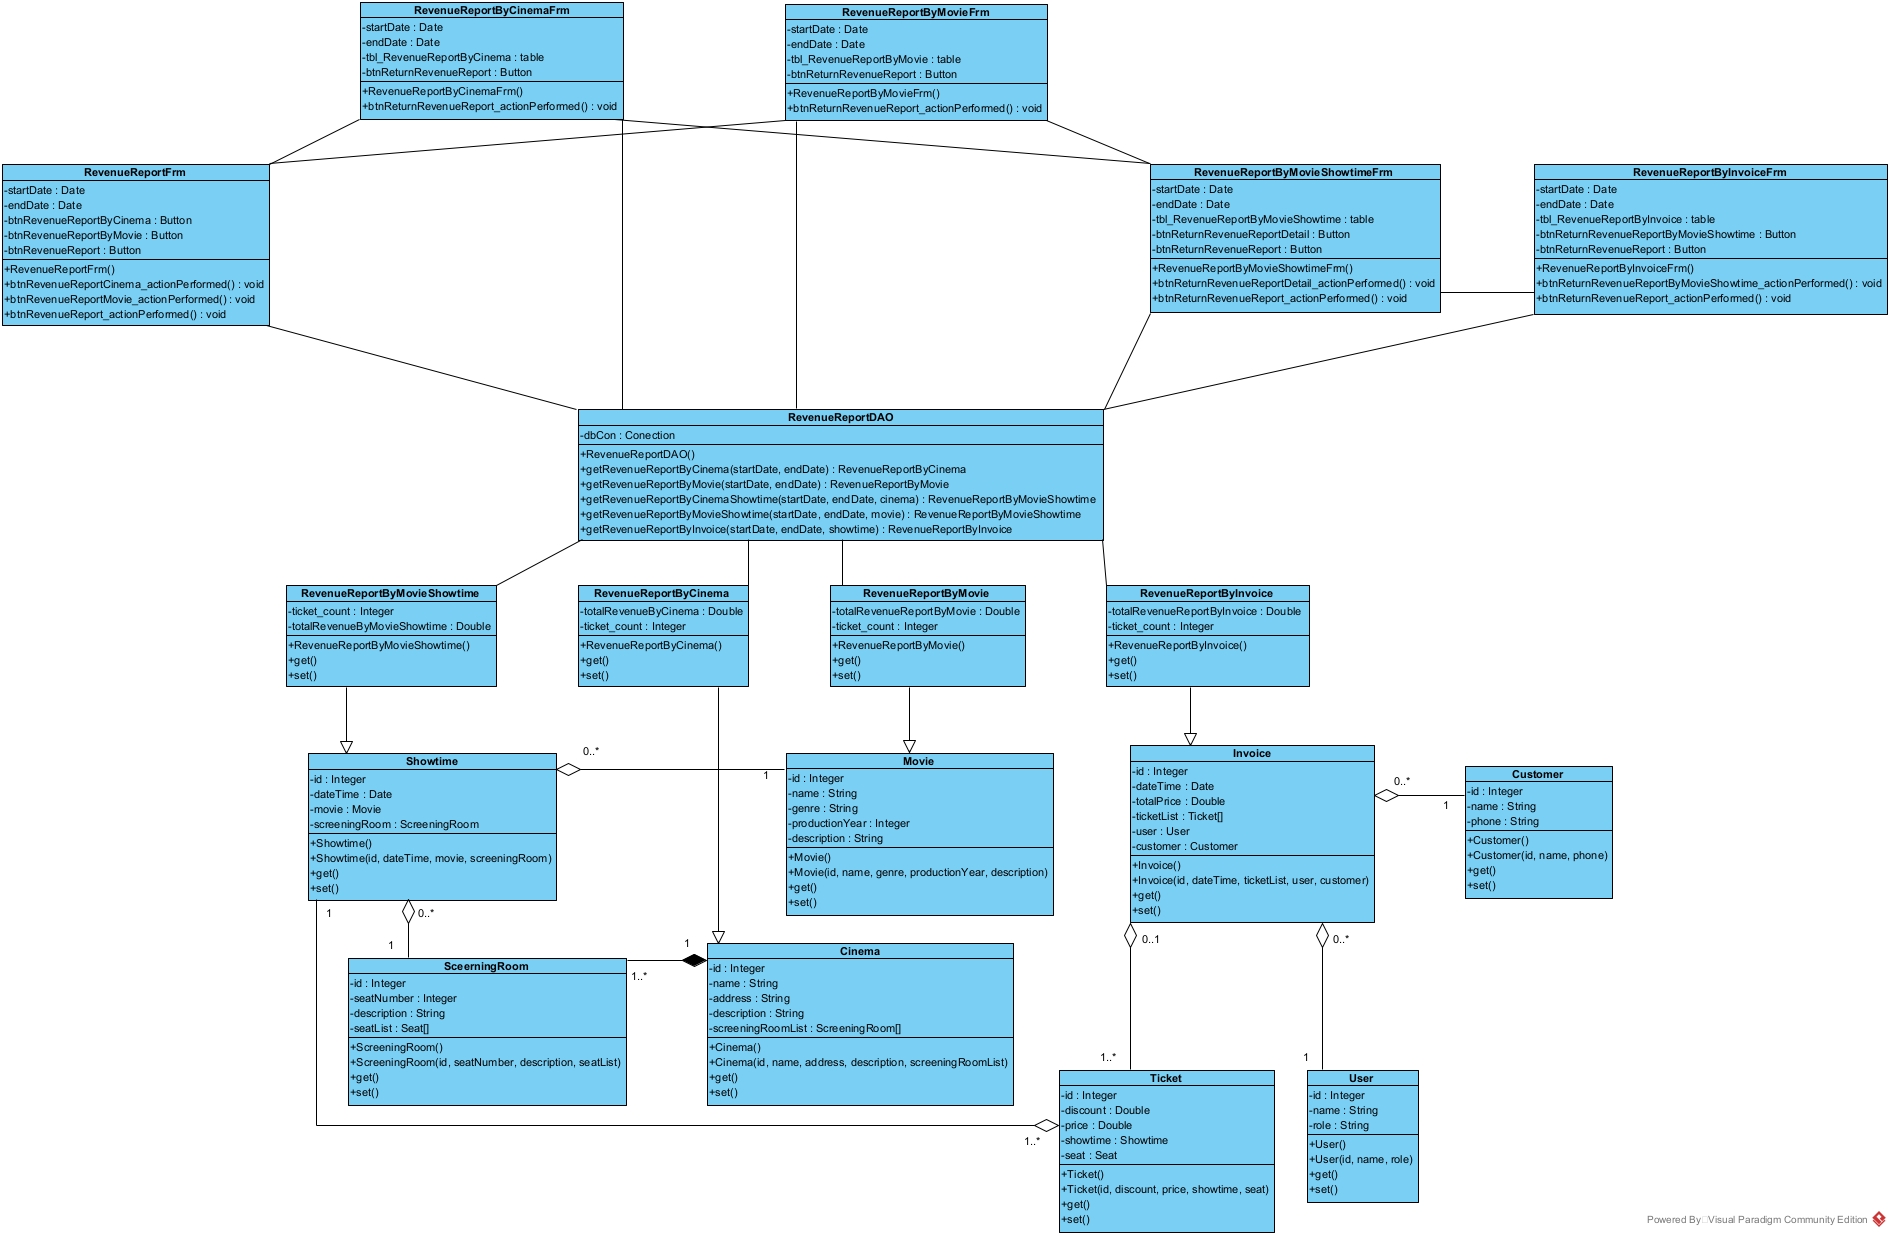 RevenueReportByCinemaFrm
-startDate : Date
-endDate : Date
-tbl_RevenueReportByCinema : table
-btnReturnRevenueReport : Button
+RevenueReportByCinemaFrm()
+btnReturnRevenueReport_actionPerformed() : void
RevenueReportByMovieFrm
-startDate : Date
-endDate : Date
-tbl_RevenueReportByMovie : table
-btnReturnRevenueReport : Button
+RevenueReportByMovieFrm()
+btnReturnRevenueReport_actionPerformed() : void
RevenueReportFrm
-startDate : Date
-endDate : Date
-btnRevenueReportByCinema : Button
-btnRevenueReportByMovie : Button
-btnRevenueReport : Button
+RevenueReportFrm()
+btnRevenueReportCinema_actionPerformed() : void
+btnRevenueReportMovie_actionPerformed() : void
+btnRevenueReport_actionPerformed() : void
RevenueReportByMovieShowtimeFrm
-startDate : Date
-endDate : Date
-tbl_RevenueReportByMovieShowtime : table
-btnReturnRevenueReportDetail : Button
-btnReturnRevenueReport : Button
+RevenueReportByMovieShowtimeFrm()
+btnReturnRevenueReportDetail_actionPerformed() : void
+btnReturnRevenueReport_actionPerformed() : void
RevenueReportByInvoiceFrm
-startDate : Date
-endDate : Date
-tbl_RevenueReportByInvoice : table
-btnReturnRevenueReportByMovieShowtime : Button
-btnReturnRevenueReport : Button
+RevenueReportByInvoiceFrm()
+btnReturnRevenueReportByMovieShowtime_actionPerformed() : void
+btnReturnRevenueReport_actionPerformed() : void
RevenueReportDAO
-dbCon : Conection
+RevenueReportDAO()
+getRevenueReportByCinema(startDate, endDate) : RevenueReportByCinema
+getRevenueReportByMovie(startDate, endDate) : RevenueReportByMovie
+getRevenueReportByCinemaShowtime(startDate, endDate, cinema) : RevenueReportByMovieShowtime
+getRevenueReportByMovieShowtime(startDate, endDate, movie) : RevenueReportByMovieShowtime
+getRevenueReportByInvoice(startDate, endDate, showtime) : RevenueReportByInvoice
RevenueReportByMovieShowtime
-ticket_count : Integer
-totalRevenueByMovieShowtime : Double
+RevenueReportByMovieShowtime()
+get()
+set()
RevenueReportByCinema
-totalRevenueByCinema : Double
-ticket_count : Integer
+RevenueReportByCinema()
+get()
+set()
RevenueReportByMovie
-totalRevenueReportByMovie : Double
-ticket_count : Integer
+RevenueReportByMovie()
+get()
+set()
RevenueReportByInvoice
-totalRevenueReportByInvoice : Double
-ticket_count : Integer
+RevenueReportByInvoice()
+get()
+set()
Showtime
-id : Integer
-dateTime : Date
-movie : Movie
-screeningRoom : ScreeningRoom
+Showtime()
+Showtime(id, dateTime, movie, screeningRoom)
+get()
+set()
0..*
1
Movie
-id : Integer
-name : String
-genre : String
-productionYear : Integer
-description : String
+Movie()
+Movie(id, name, genre, productionYear, description)
+get()
+set()
Invoice
-id : Integer
-dateTime : Date
-totalPrice : Double
-ticketList : Ticket[]
-user : User
-customer : Customer
+Invoice()
+Invoice(id, dateTime, ticketList, user, customer)
+get()
+set()
0..*
1
Customer
-id : Integer
-name : String
-phone : String
+Customer()
+Customer(id, name, phone)
+get()
+set()
1
0..*
1
SceerningRoom
-id : Integer
-seatNumber : Integer
-description : String
-seatList : Seat[]
+ScreeningRoom()
+ScreeningRoom(id, seatNumber, description, seatList)
+get()
+set()
1
1..*
Cinema
-id : Integer
-name : String
-address : String
-description : String
-screeningRoomList : ScreeningRoom[]
+Cinema()
+Cinema(id, name, address, description, screeningRoomList)
+get()
+set()
0..1
0..*
1..*
1
1..*
Ticket
-id : Integer
-discount : Double
-price : Double
-showtime : Showtime
-seat : Seat
+Ticket()
+Ticket(id, discount, price, showtime, seat)
+get()
+set()
User
-id : Integer
-name : String
-role : String
+User()
+User(id, name, role)
+get()
+set()
Powered By Visual Paradigm Community Edition